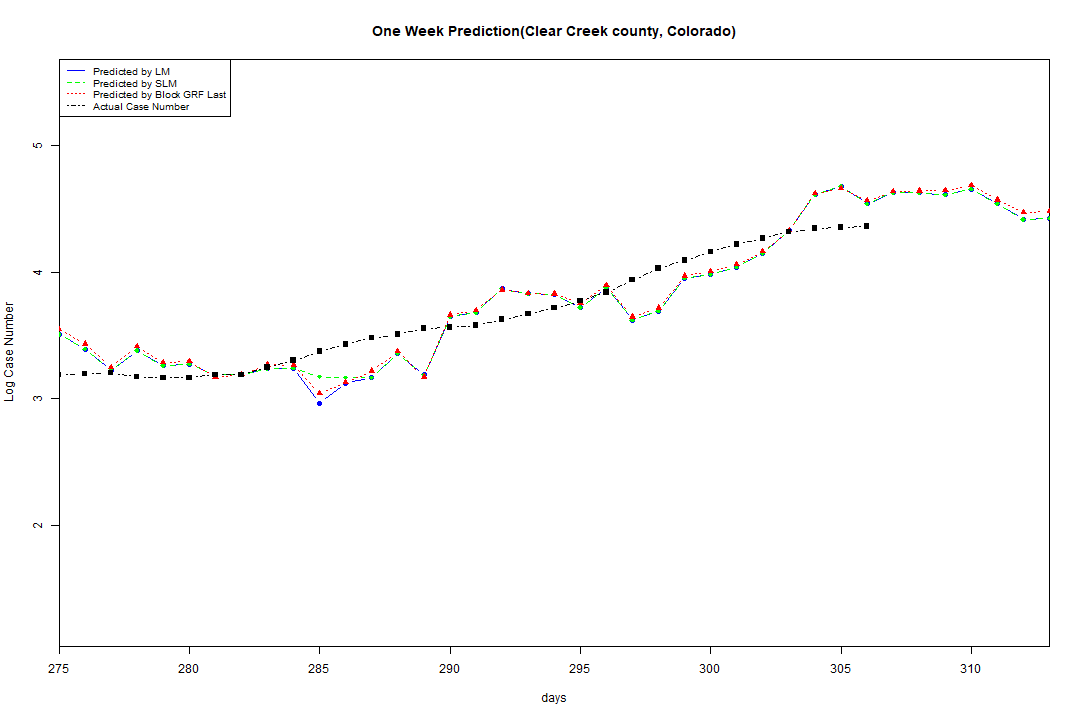 One Week Prediction(Clear Creek county, Colorado)
Predicted by LM
Predicted by SLM
Predicted by Block GRF Last
Actual Case Number
5
4
3
2
Log Case Number
275 280 285 290 295 300 305 310
days